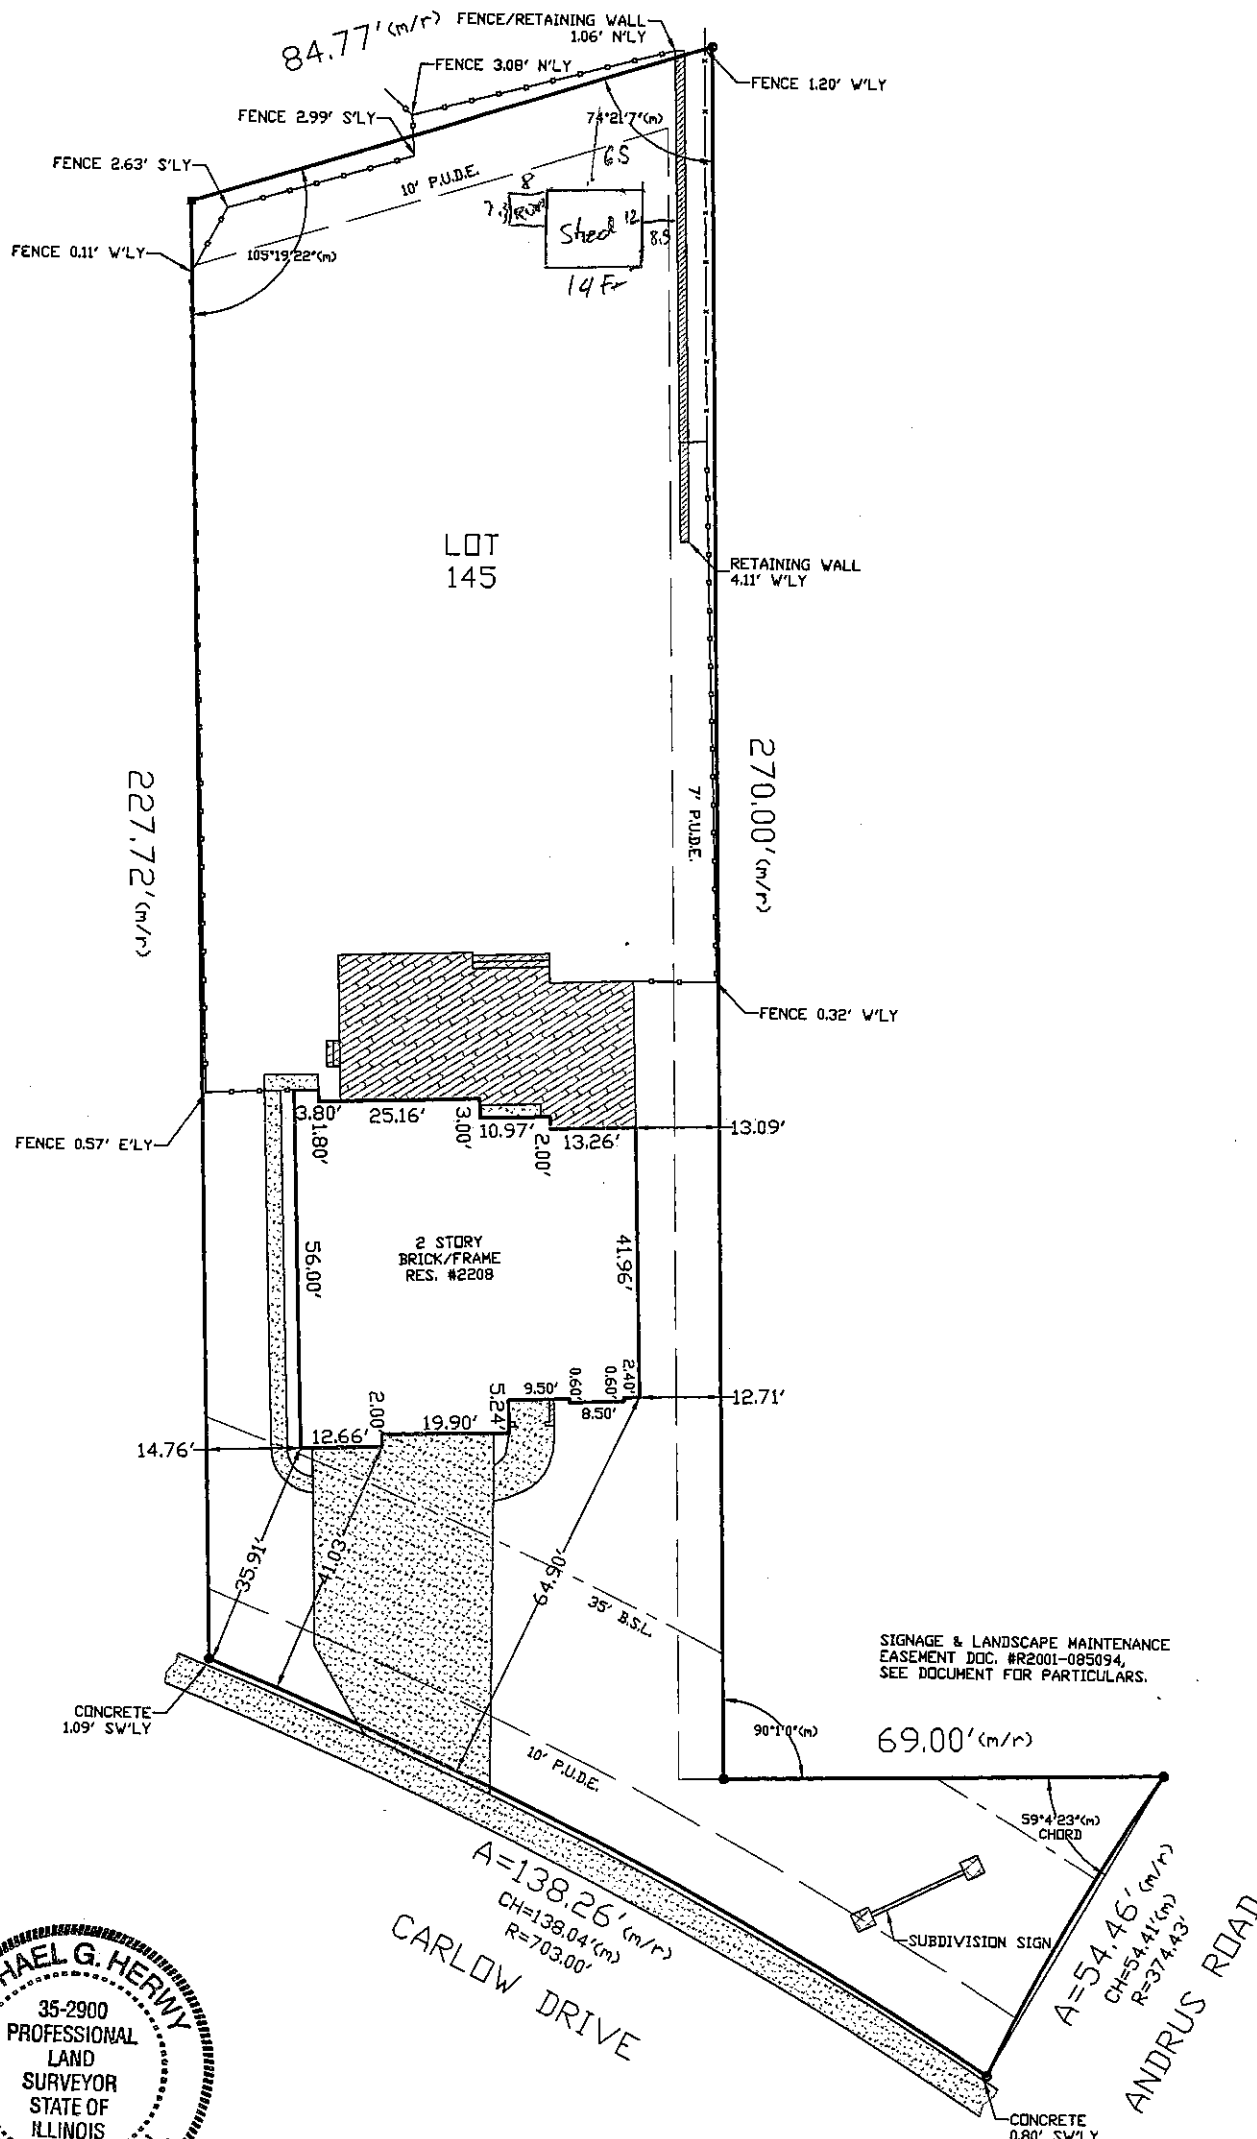 84.77'(m/r)
FENCE/RETAINING WALL
1.06' N'LY
FENCE 3.08' N'LY
FENCE 1.20' W'LY
FENCE 2.99' S'LY
74°21'7"(m)
FENCE 2.63' S'LY
10' P.U.D.E.
6S
8
7.3
Shed
12
8.5
14 Ft
FENCE 0.11' W'LY
105°19'22"(m)
LOT
145
RETAINING WALL
4.11' W'LY
227.72'(m/r)
270.00'(m/r)
7' P.U.D.E.
FENCE 0.32' W'LY
FENCE 0.57' E'LY
3.80'
1.80'
25.16'
3.00'
10.97'
2.00'
13.26'
13.09'
56.00'
2 STORY
BRICK/FRAME
RES. #2208
41.96'
2.00'
5.24'
9.50'
0.60'
8.50'
0.60'
2.40'
12.71'
14.76'
12.66'
19.90'
35.91'
41.03'
64.90'
35' B.S.L.
SIGNAGE & LANDSCAPE MAINTENANCE
EASEMENT DOC. #R2001-085094,
SEE DOCUMENT FOR PARTICULARS.
CONCRETE
1.09' SW'LY
90°1'0"(m)
69.00'(m/r)
10' P.U.D.E.
59°4'23"(m)
CHORD
A=138.26'(m/r)
CH=138.04'(m)
R=703.00'
CARLOW DRIVE
SUBDIVISION SIGN
A=54.46'(m/r)
CH=54.41'(m)
R=374.43'
ANDRUS ROAD
CONCRETE
0.80' SW'LY
HAEL G. HERWY
35-2900
PROFESSIONAL
LAND
SURVEYOR
STATE OF
ILLINOIS